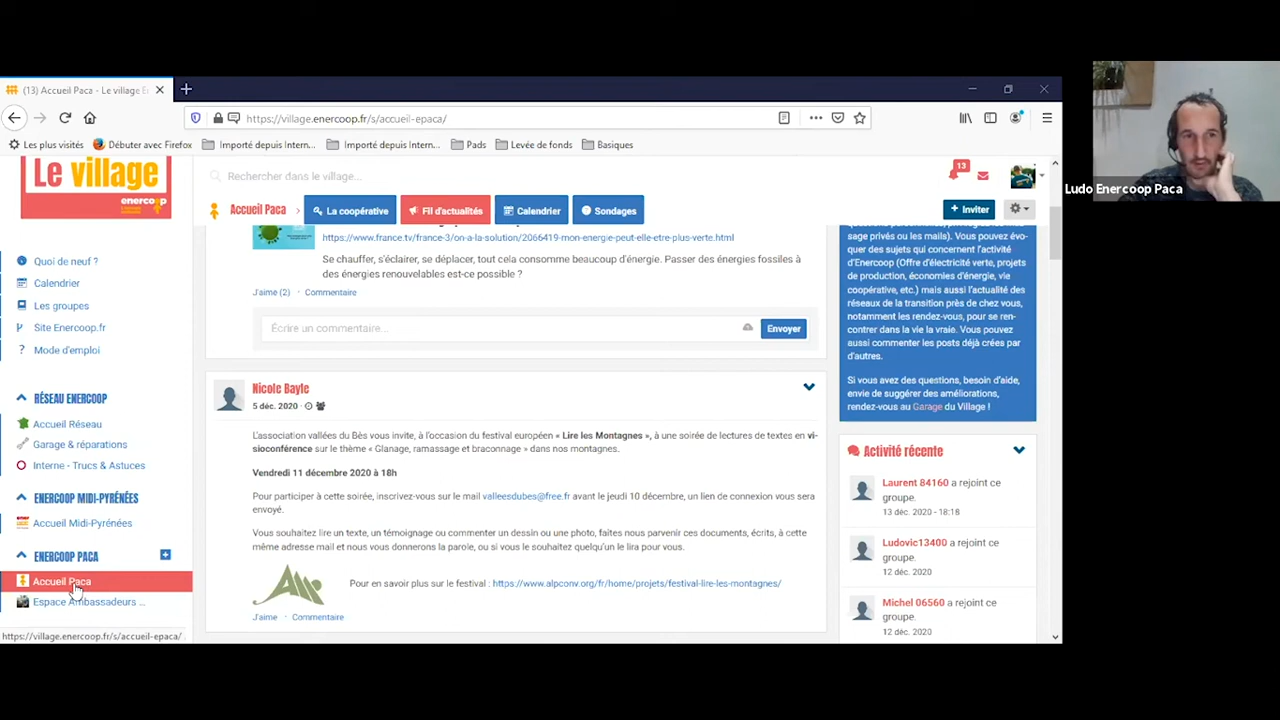 (13) Accueil Paca - Le village E
https://village.enercoop.fr/s/accueil-epaca/
Les plus visités
Débuter avec Firefox
Importé depuis Intern...
Importé depuis Intern...
Pads
Levée de fonds
Basiques
Le village
enercoop
Rechercher dans le village...
13
Accueil Paca
La coopérative
Fil d'actualités
Calendrier
Sondages
+ Inviter
Quoi de neuf ?
Calendrier
Les groupes
Site Enercoop.fr
Mode d'emploi
RÉSEAU ENERCOOP
Accueil Réseau
Garage & réparations
Interne - Trucs & Astuces
ENERCOOP MIDI-PYRÉNÉES
Accueil Midi-Pyrénées
ENERCOOP PACA
Accueil Paca
Espace Ambassadeurs ...
https://village.enercoop.fr/s/accueil-epaca/
https://www.france.tv/france-3/on-a-la-solution/2066419-mon-energie-peut-elle-etre-plus-verte.html
Se chauffer, s'éclairer, se déplacer, tout cela consomme beaucoup d'énergie. Passer des énergies fossiles à
des énergies renouvelables est-ce possible ?
J'aime (2) · Commentaire
Écrire un commentaire...
Envoyer
Nicole Bayle
5 déc. 2020
L'association vallées du Bès vous invite, à l'occasion du festival européen « Lire les Montagnes », à une soirée de lectures de textes en vi-
sioconférence sur le thème « Glanage, ramassage et braconnage » dans nos montagnes.
Vendredi 11 décembre 2020 à 18h
Pour participer à cette soirée, inscrivez-vous sur le mail valleesdubes@free.fr avant le jeudi 10 décembre, un lien de connexion vous sera
envoyé.
Vous souhaitez lire un texte, un témoignage ou commenter un dessin ou une photo, faites nous parvenir ces documents, écrits, à cette
même adresse mail et nous vous donnerons la parole, ou si vous le souhaitez quelqu'un le lira pour vous.
Pour en savoir plus sur le festival : https://www.alpconv.org/fr/home/projets/festival-lire-les-montagnes/
J'aime · Commentaire
sage privés ou les mails). Vous pouvez évo-
quer des sujets qui concernent l'activité
d'Enercoop (Offre d'électricité verte, projets
de production, économies d'énergie, vie
coopérative, etc.) mais aussi l'actualité des
réseaux de la transition près de chez vous,
notamment les rendez-vous, pour se ren-
contrer dans la vie la vraie. Vous pouvez
aussi commenter les posts déjà crées par
d'autres.
Si vous avez des questions, besoin d'aide,
envie de suggérer des améliorations,
rendez-vous au Garage du Village !
Activité récente
Laurent 84160 a rejoint ce
groupe.
13 déc. 2020 - 18:18
Ludovic13400 a rejoint ce
groupe.
12 déc. 2020
Michel 06560 a rejoint ce
groupe.
12 déc. 2020
Ludo Enercoop Paca